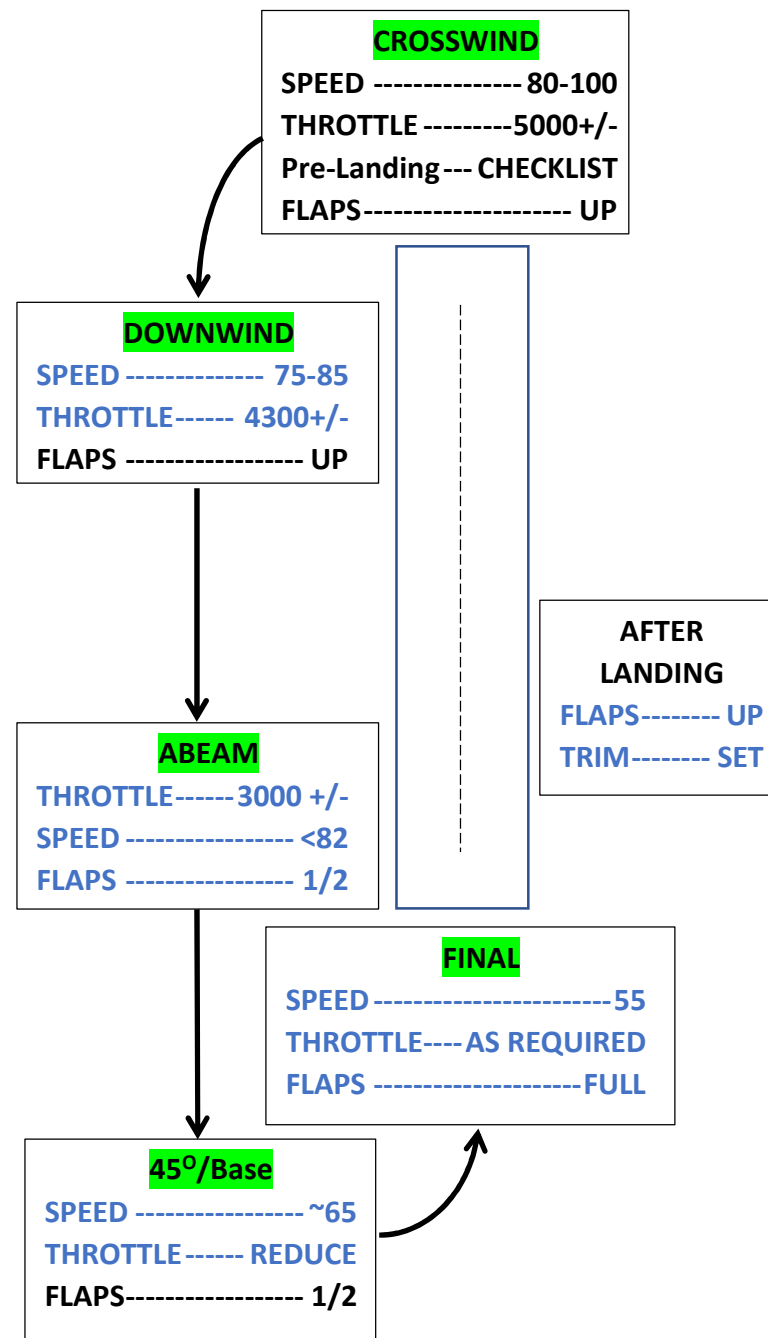 CROSSWIND
SPEED --------------- 80-100
THROTTLE ---------5000+/-
Pre-Landing--- CHECKLIST
FLAPS--------------------- UP
DOWNWIND
SPEED -------------- 75-85
THROTTLE------ 4300+/-
FLAPS ------------------ UP
ABEAM
THROTTLE------3000 +/-
SPEED ----------------- <82
FLAPS ----------------- 1/2
AFTER
LANDING
FLAPS-------- UP
TRIM-------- SET
FINAL
SPEED------------------------55
THROTTLE----AS REQUIRED
FLAPS ---------------------FULL
45⁰/Base
SPEED ----------------- ~65
THROTTLE------ REDUCE
FLAPS------------------ 1/2